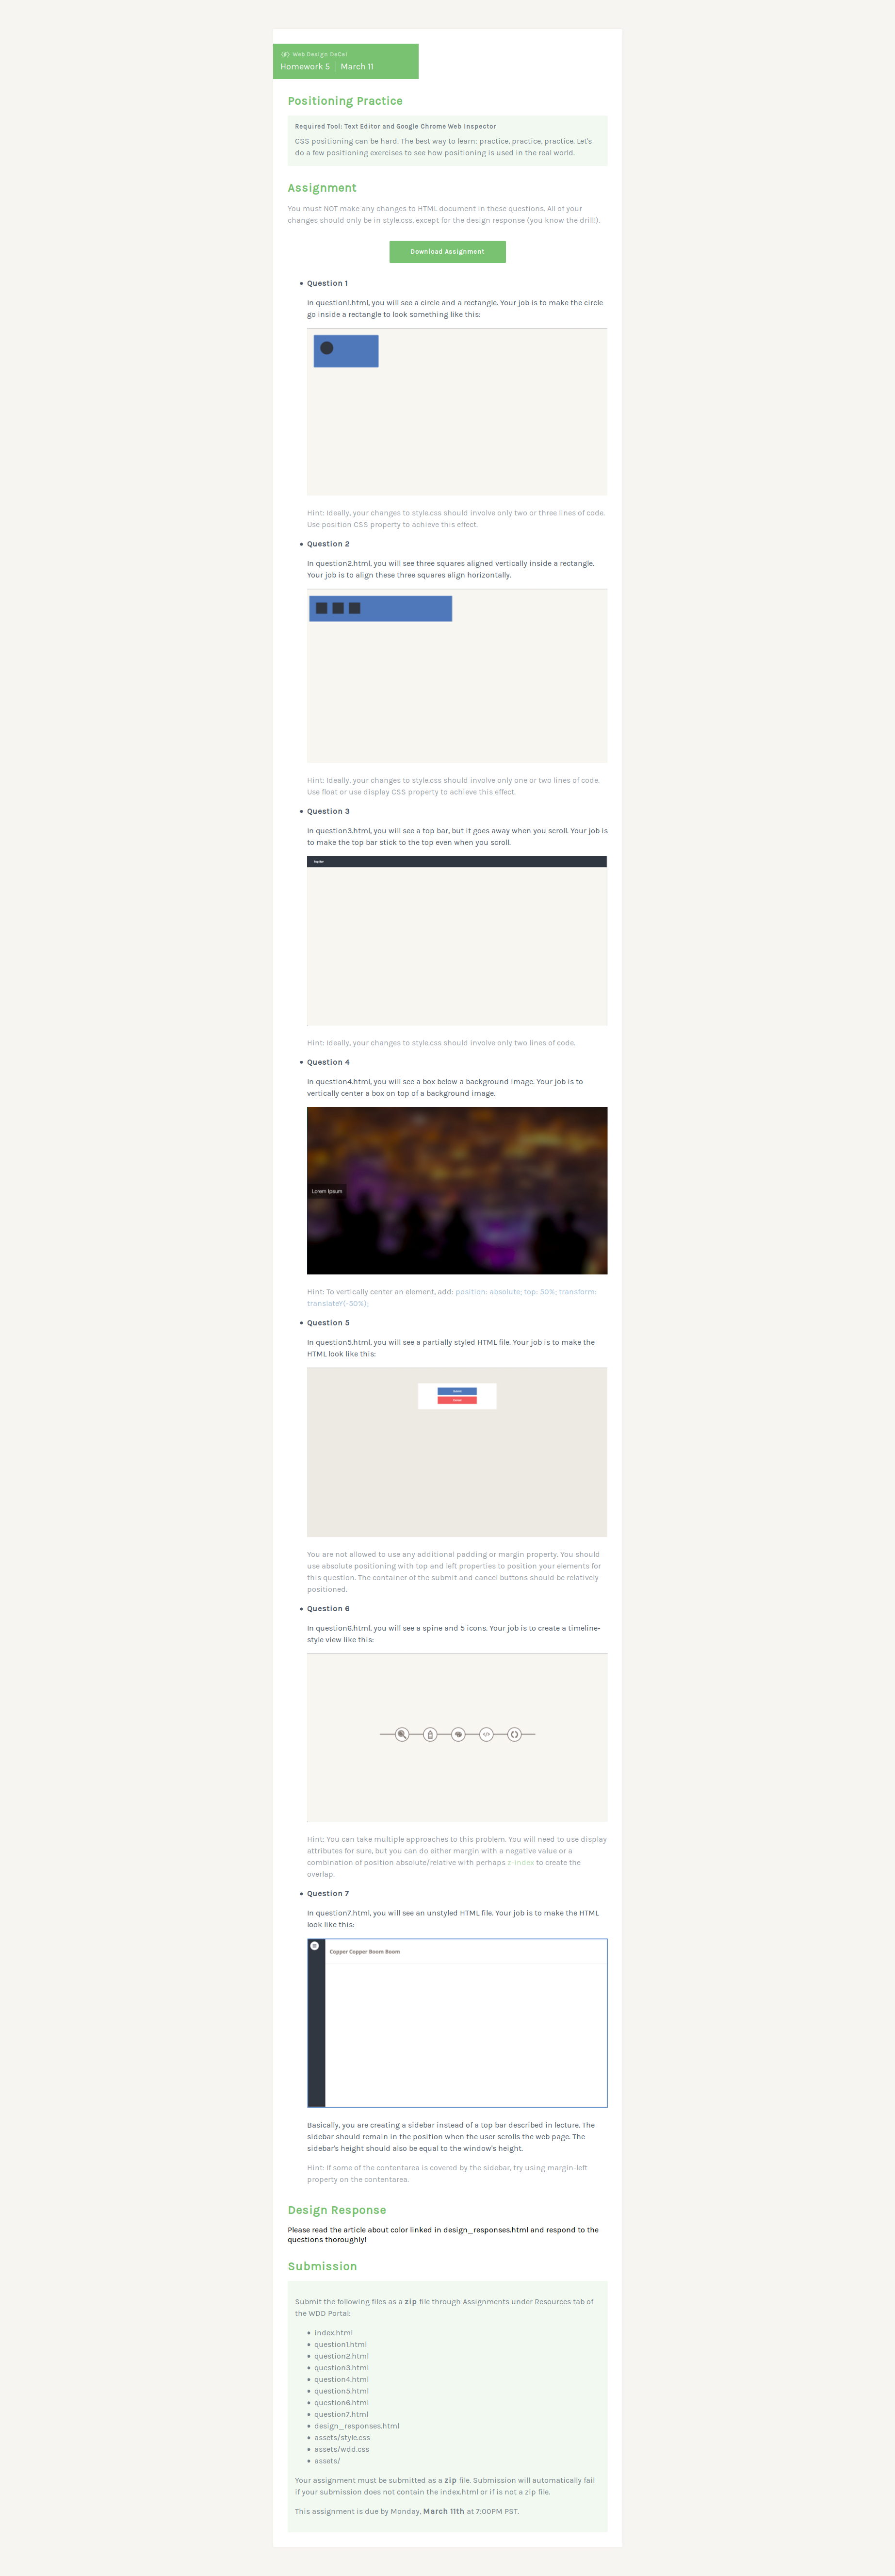 Web Design DeCal
Homework 5 | March 11
Positioning Practice
Required Tool: Text Editor and Google Chrome Web Inspector
CSS positioning can be hard. The best way to learn: practice, practice, practice. Let's
do a few positioning exercises to see how positioning is used in the real world.
Assignment
You must NOT make any changes to HTML document in these questions. All of your
changes should only be in style.css, except for the design response (you know the drill!).
Download Assignment
• Question 1
In question1.html, you will see a circle and a rectangle. Your job is to make the circle
go inside a rectangle to look something like this:
Hint: Ideally, your changes to style.css should involve only two or three lines of code.
Use position CSS property to achieve this effect.
• Question 2
In question2.html, you will see three squares aligned vertically inside a rectangle.
Your job is to align these three squares align horizontally.
Hint: Ideally, your changes to style.css should involve only one or two lines of code.
Use float or use display CSS property to achieve this effect.
• Question 3
In question3.html, you will see a top bar, but it goes away when you scroll. Your job is
to make the top bar stick to the top even when you scroll.
Top Bar
Hint: Ideally, your changes to style.css should involve only two lines of code.
• Question 4
In question4.html, you will see a box below a background image. Your job is to
vertically center a box on top of a background image.
Lorem Ipsum
Hint: To vertically center an element, add: position: absolute; top: 50%; transform:
translateY(-50%);
• Question 5
In question5.html, you will see a partially styled HTML file. Your job is to make the
HTML look like this:
Submit
Cancel
You are not allowed to use any additional padding or margin property. You should
use absolute positioning with top and left properties to position your elements for
this question. The container of the submit and cancel buttons should be relatively
positioned.
• Question 6
In question6.html, you will see a spine and 5 icons. Your job is to create a timeline-
style view like this:
</>
Hint: You can take multiple approaches to this problem. You will need to use display
attributes for sure, but you can do either margin with a negative value or a
combination of position absolute/relative with perhaps z-index to create the
overlap.
• Question 7
In question7.html, you will see an unstyled HTML file. Your job is to make the HTML
look like this:
Copper Copper Boom Boom
Basically, you are creating a sidebar instead of a top bar described in lecture. The
sidebar should remain in the position when the user scrolls the web page. The
sidebar's height should also be equal to the window's height.
Hint: If some of the contentarea is covered by the sidebar, try using margin-left
property on the contentarea.
Design Response
Please read the article about color linked in design_responses.html and respond to the
questions thoroughly!
Submission
Submit the following files as a zip file through Assignments under Resources tab of
the WDD Portal:
• index.html
• question1.html
• question2.html
• question3.html
• question4.html
• question5.html
• question6.html
• question7.html
• design_responses.html
• assets/style.css
• assets/wdd.css
• assets/
Your assignment must be submitted as a zip file. Submission will automatically fail
if your submission does not contain the index.html or if is not a zip file.
This assignment is due by Monday, March 11th at 7:00PM PST.